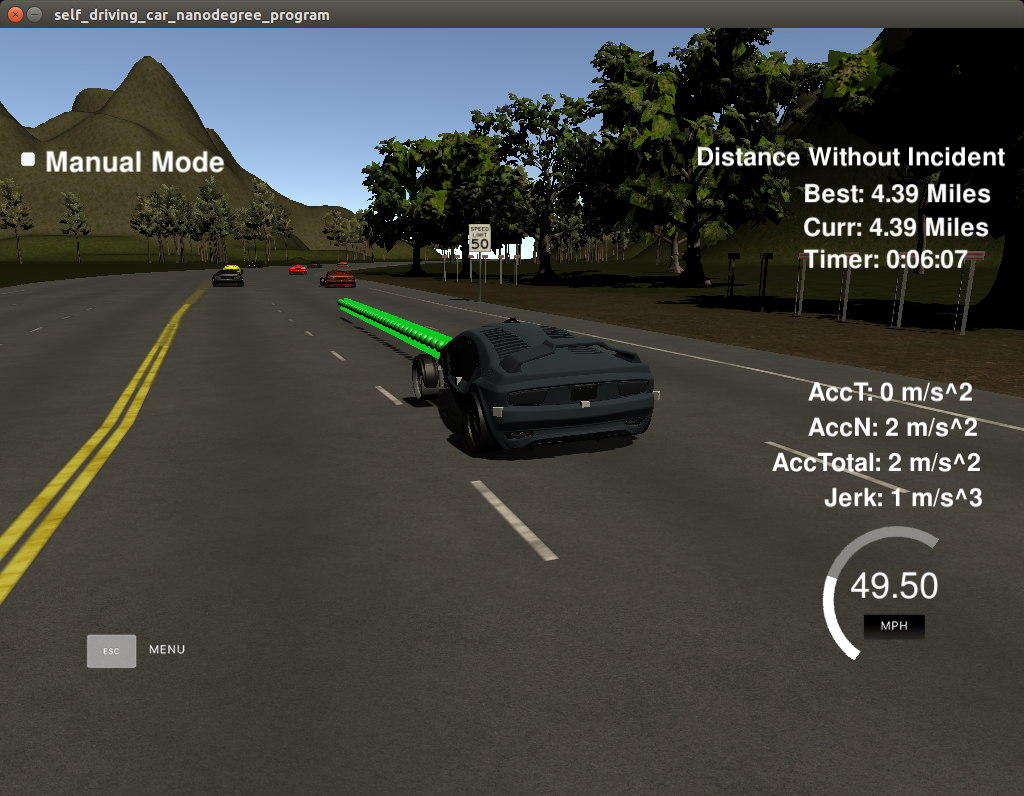 self_driving_car_nanodegree_program
Manual Mode
Distance Without Incident
Best: 4.39 Miles
Curr: 4.39 Miles
Timer: 0:06:07
SPEED
LIMIT
50
AccT: 0 m/s^2
AccN: 2 m/s^2
AccTotal: 2 m/s^2
Jerk: 1 m/s^3
49.50
MPH
ESC MENU